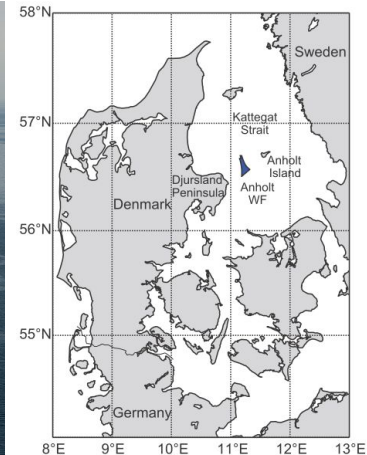 58°N
Sweden
57°N
Kattegat
Strait
Anholt
Island
Djursland
Peninsula
Anholt
WF
Denmark
56°N
55°N
Germany
8°E 9°E 10°E 11°E 12°E 13°E